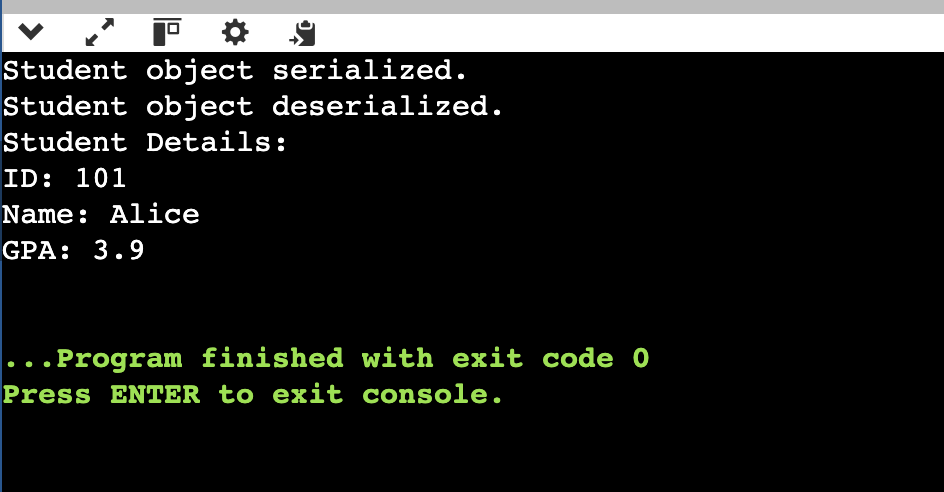 Student object serialized.
Student object deserialized.
Student Details:
ID: 101
Name: Alice
GPA: 3.9
...Program finished with exit code 0
Press ENTER to exit console.